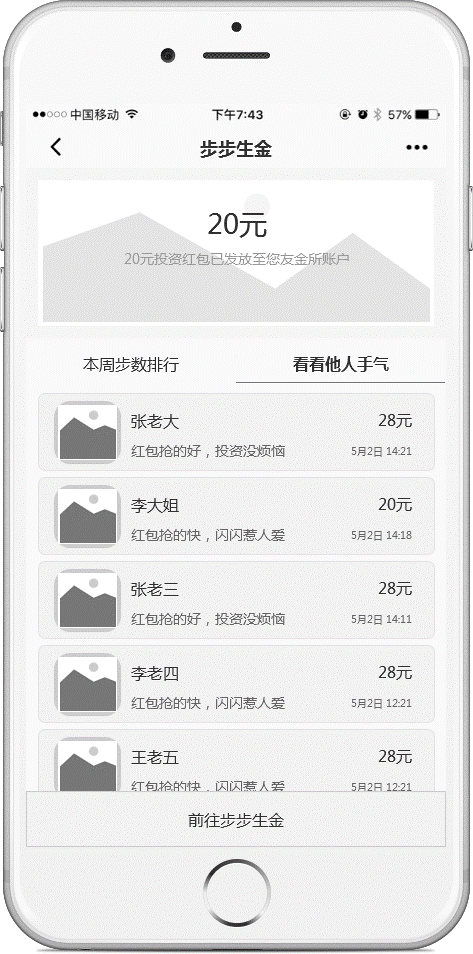 中国移动 下午7:43 57%
步步生金
20元
20元投资红包已发放至您友金所账户
本周步数排行 看看他人手气
张老大 28元
红包抢的好，投资没烦恼 5月2日 14:21
李大姐 20元
红包抢的快，闪闪惹人爱 5月2日 14:18
张老三 28元
红包抢的好，投资没烦恼 5月2日 14:11
李老四 28元
红包抢的快，闪闪惹人爱 5月2日 12:21
王老五 28元
红包抢的快，闪闪惹人爱 5月2日 12:21
前往步步生金